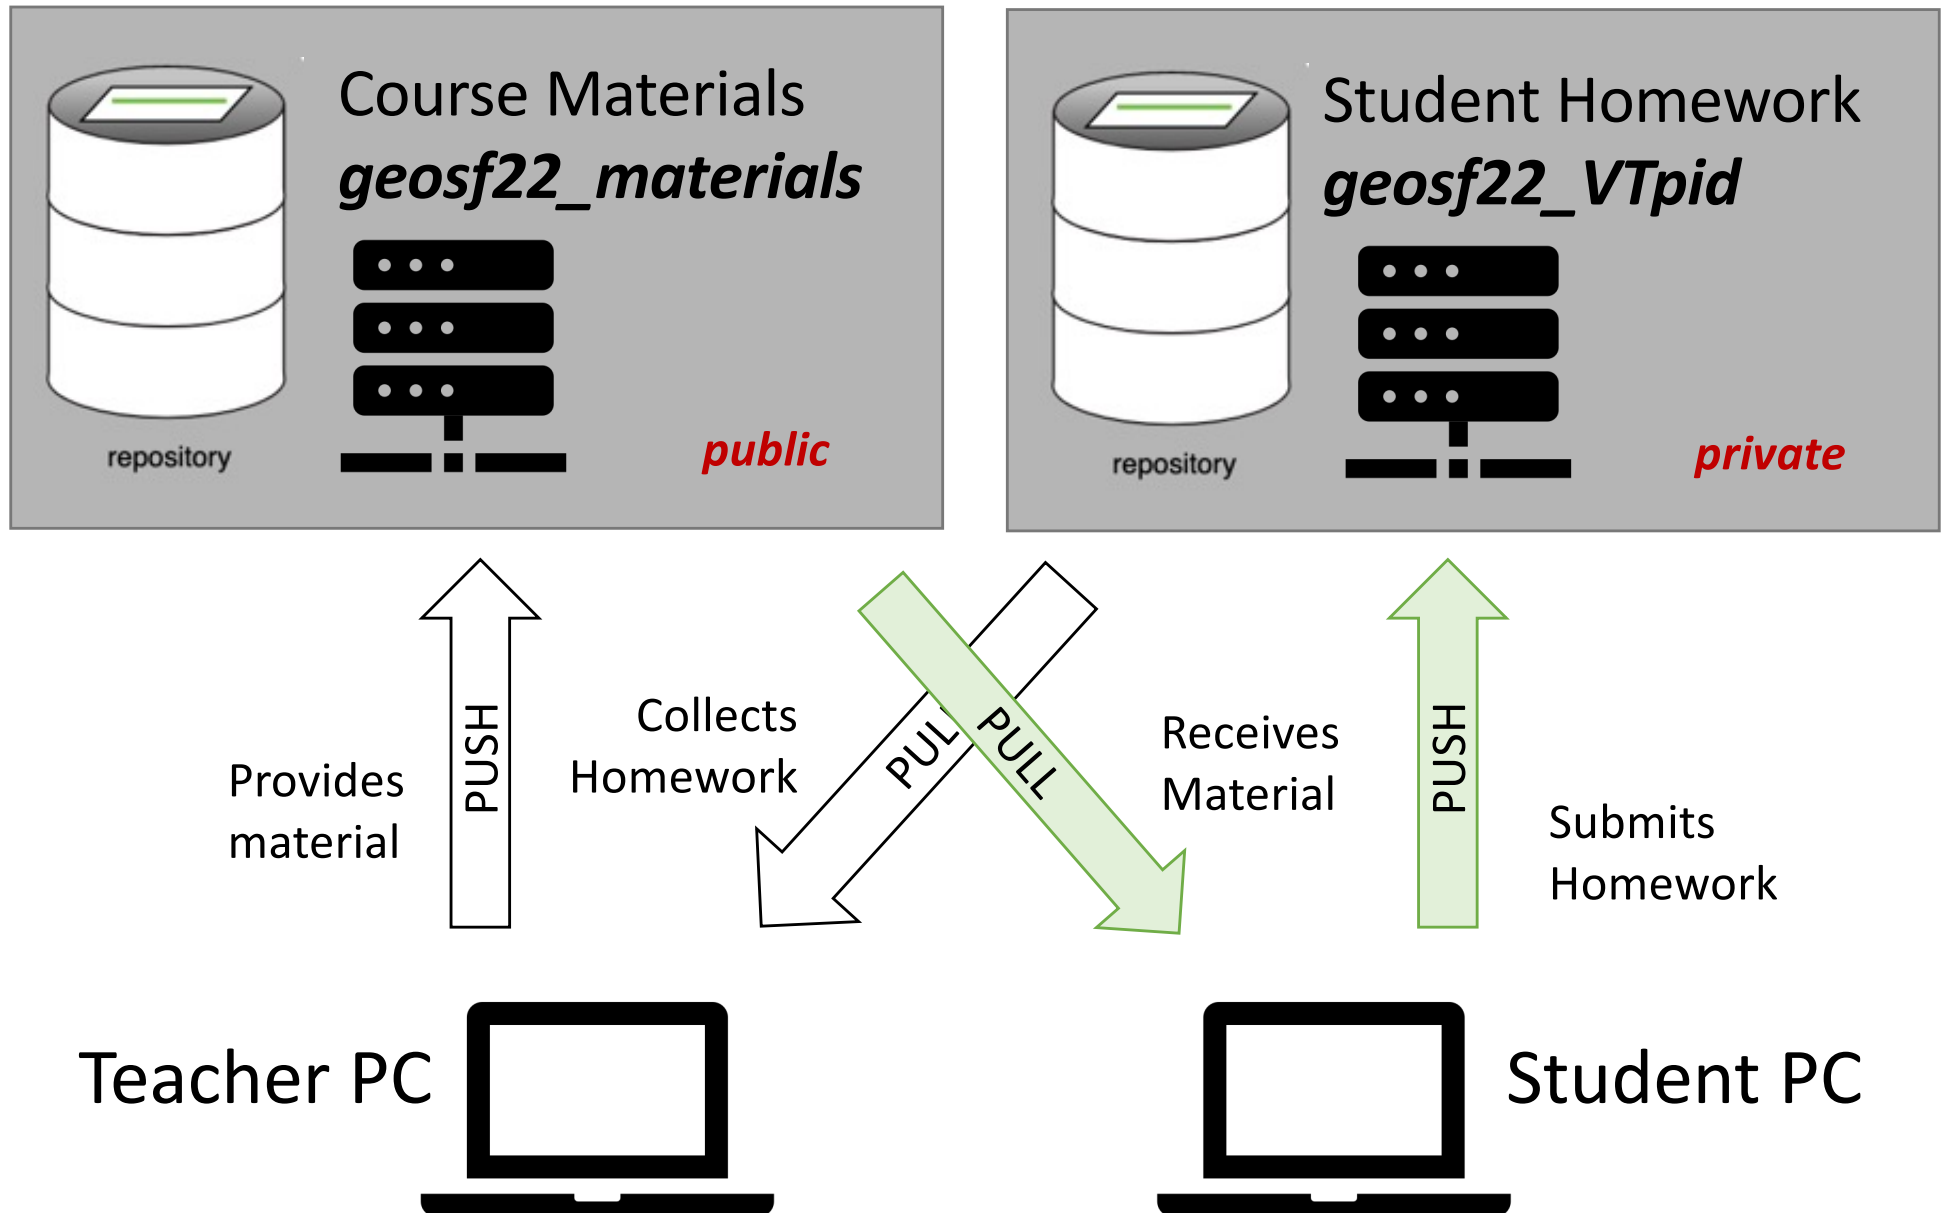 Course Materials
geosf22_materials
repository
public
Student Homework
geosf22_VTpid
repository
private
Provides
material
PUSH
Collects
Homework
PUL
PULL
Receives
Material
PUSH
Submits
Homework
Teacher PC
Student PC